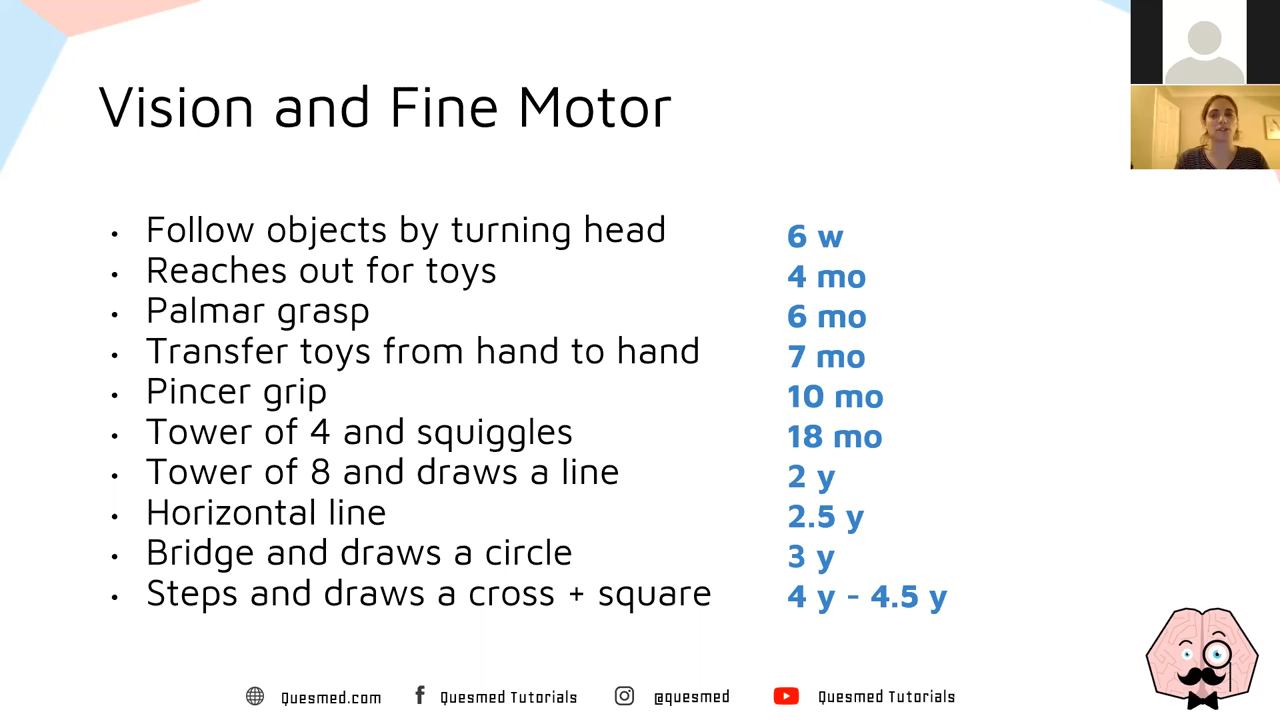 Vision and Fine Motor
• Follow objects by turning head 6 w
• Reaches out for toys 4 mo
• Palmar grasp 6 mo
• Transfer toys from hand to hand 7 mo
• Pincer grip 10 mo
• Tower of 4 and squiggles 18 mo
• Tower of 8 and draws a line 2 y
• Horizontal line 2.5 y
• Bridge and draws a circle 3 y
• Steps and draws a cross + square 4 y - 4.5 y
Quesmed.com Quesmed Tutorials @quesmed Quesmed Tutorials